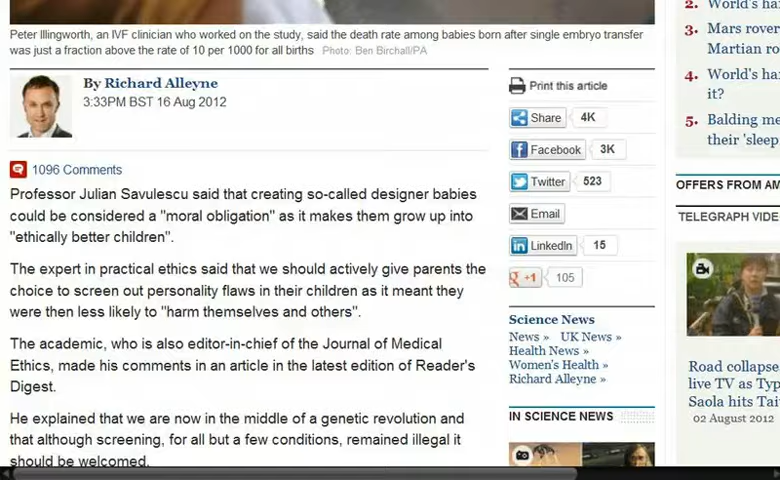 Peter Illingworth, an IVF clinician who worked on the study, said the death rate among babies born after single embryo transfer
was just a fraction above the rate of 10 per 1000 for all births Photo: Ben Birchall/PA
By Richard Alleyne
3:33PM BST 16 Aug 2012
1096 Comments
Professor Julian Savulescu said that creating so-called designer babies
could be considered a "moral obligation" as it makes them grow up into
"ethically better children".
The expert in practical ethics said that we should actively give parents the
choice to screen out personality flaws in their children as it meant they
were then less likely to "harm themselves and others".
The academic, who is also editor-in-chief of the Journal of Medical
Ethics, made his comments in an article in the latest edition of Reader's
Digest.
He explained that we are now in the middle of a genetic revolution and
that although screening, for all but a few conditions, remained illegal it
should be welcomed.
Print this article
Share 4K
Facebook 3K
Twitter 523
Email
LinkedIn 15
g +1 105
Science News
News » UK News »
Health News »
Women's Health »
Richard Alleyne »
IN SCIENCE NEWS
2. World's ha
3. Mars rover
Martian ro
4. World's ha
it?
5. Balding me
their 'sleep
OFFERS FROM AM
TELEGRAPH VIDE
Road collapse
live TV as Typ
Saola hits Tai
02 August 2012